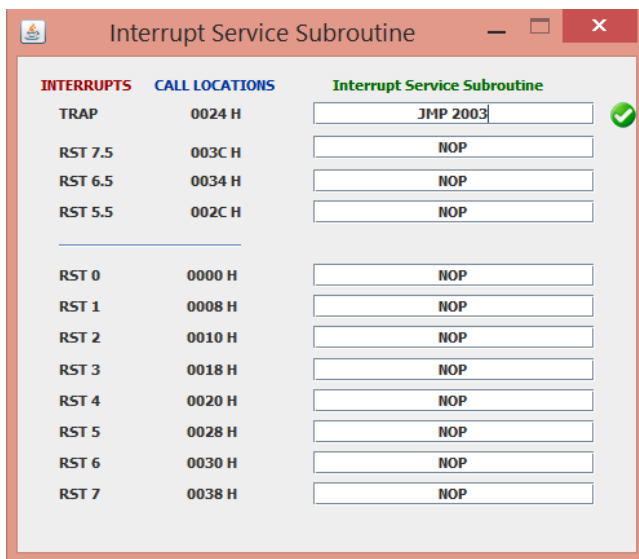 Interrupt Service Subroutine
INTERRUPTS CALL LOCATIONS Interrupt Service Subroutine
TRAP 0024 H JMP 2003
RST 7.5 003C H NOP
RST 6.5 0034 H NOP
RST 5.5 002C H NOP
RST 0 0000 H NOP
RST 1 0008 H NOP
RST 2 0010 H NOP
RST 3 0018 H NOP
RST 4 0020 H NOP
RST 5 0028 H NOP
RST 6 0030 H NOP
RST 7 0038 H NOP